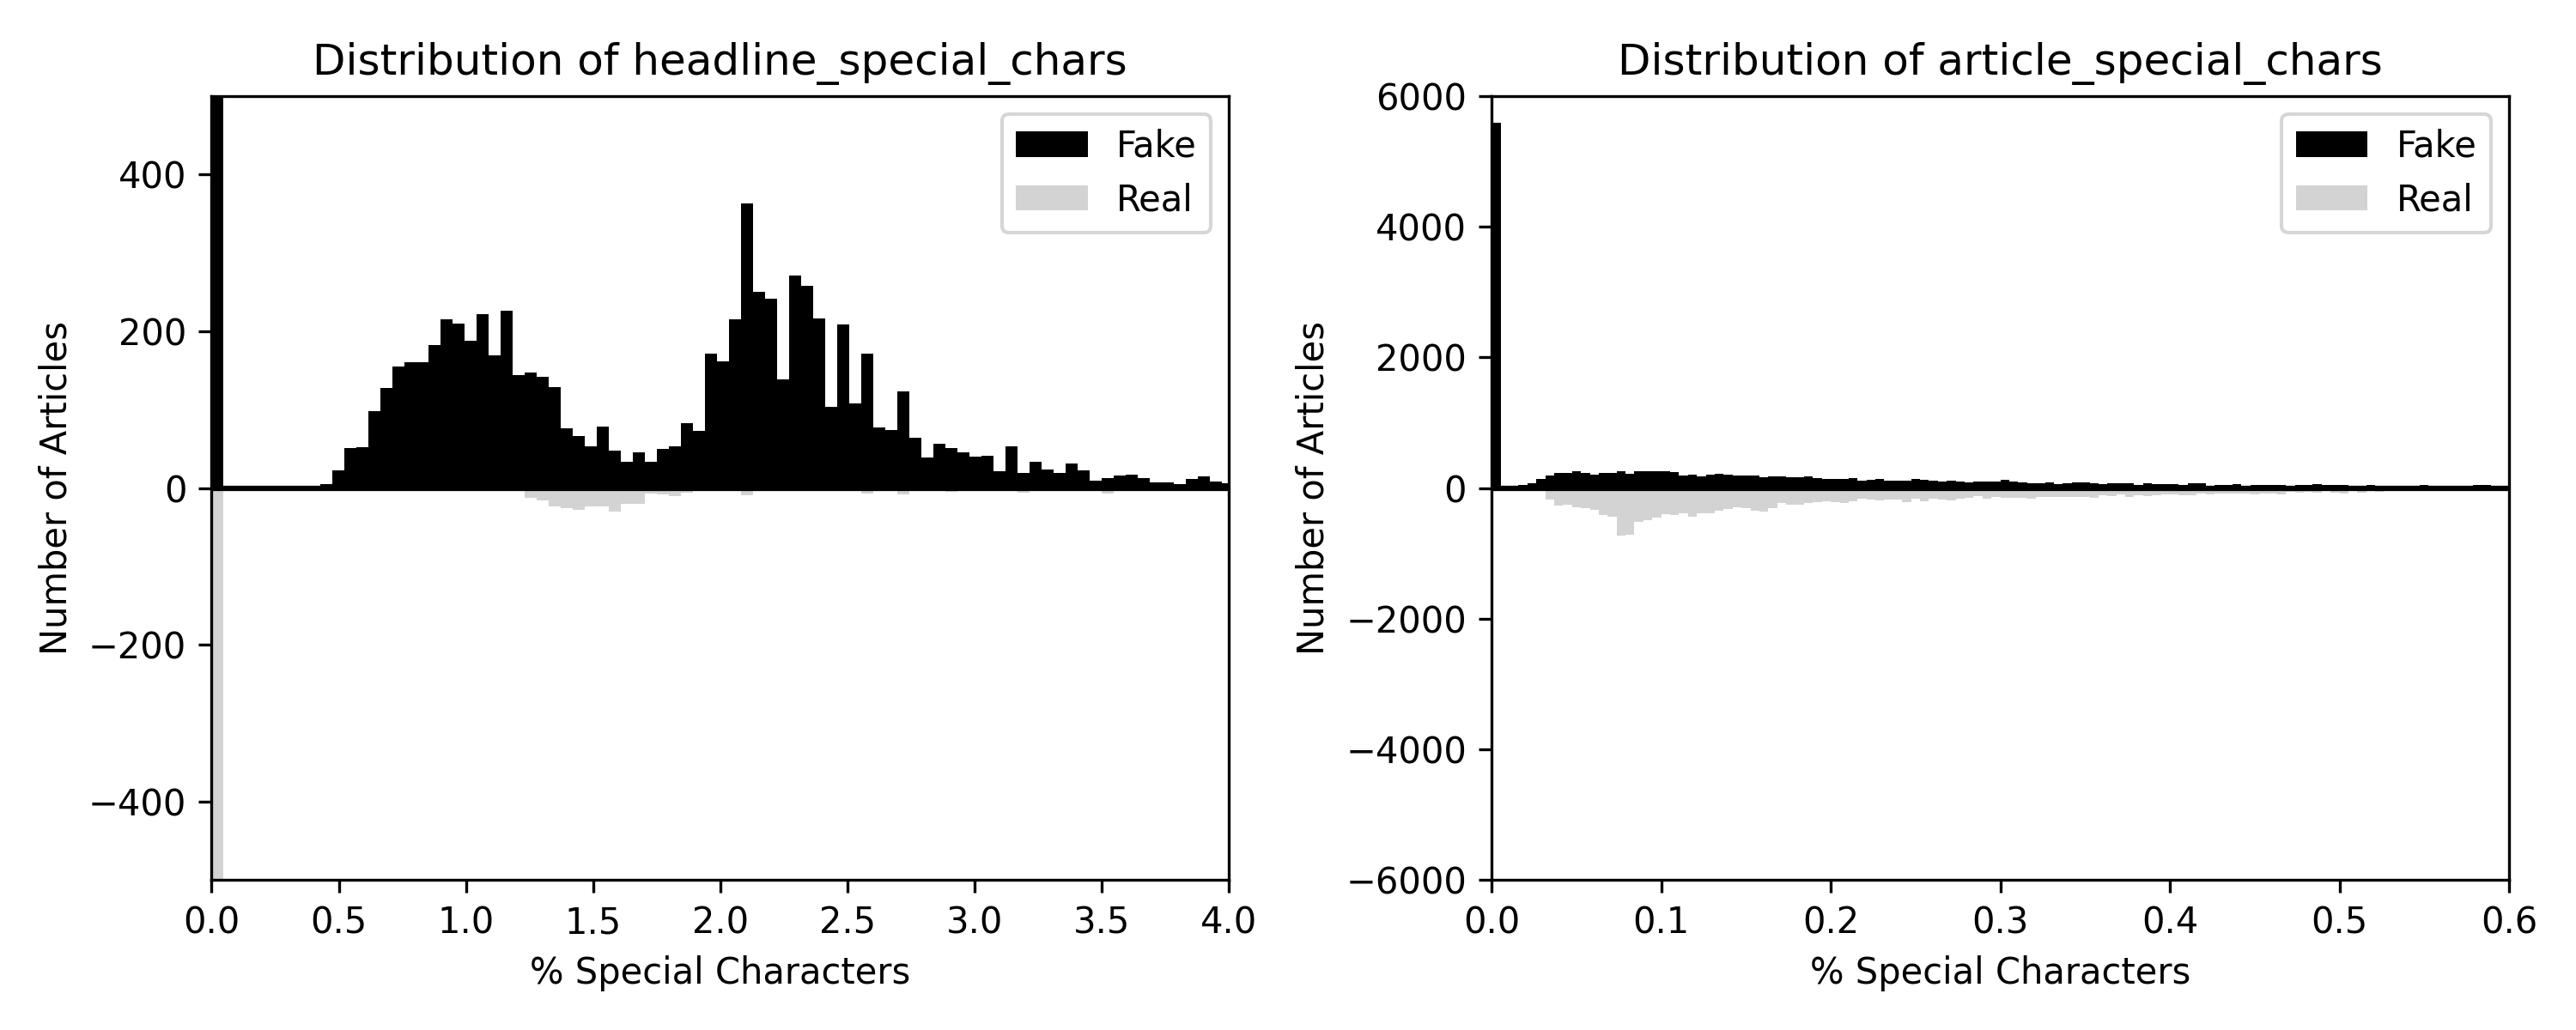 Distribution of headline_special_chars
Number of Articles
400
200
0
−200
−400
Fake
Real
0.0 0.5 1.0 1.5 2.0 2.5 3.0 3.5 4.0
% Special Characters
Distribution of article_special_chars
Number of Articles
6000
4000
2000
0
−2000
−4000
−6000
Fake
Real
0.0 0.1 0.2 0.3 0.4 0.5 0.6
% Special Characters